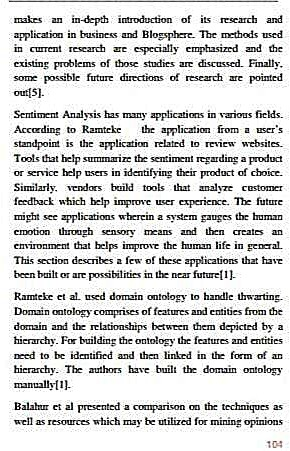 makes an in-depth introduction of its research and
application in business and Blogsphere. The methods used
in current research are especially emphasized and the
existing problems of those studies are discussed. Finally,
some possible future directions of research are pointed
out[5].
Sentiment Analysis has many applications in various fields.
According to Ramteke the application from a user's
standpoint is the application related to review websites.
Tools that help summarize the sentiment regarding a product
or service help users in identifying their product of choice.
Similarly, vendors build tools that analyze customer
feedback which help improve user experience. The future
might see applications wherein a system gauges the human
emotion through sensory means and then creates an
environment that helps improve the human life in general.
This section describes a few of these applications that have
been built or are possibilities in the near future[1].
Ramteke et al. used domain ontology to handle thwarting.
Domain ontology comprises of features and entities from the
domain and the relationships between them depicted by a
hierarchy. For building the ontology the features and entities
need to be identified and then linked in the form of an
hierarchy. The authors have built the domain ontology
manually[1].
Balahur et al presented a comparison on the techniques as
well as resources which may be utilized for mining opinions
104